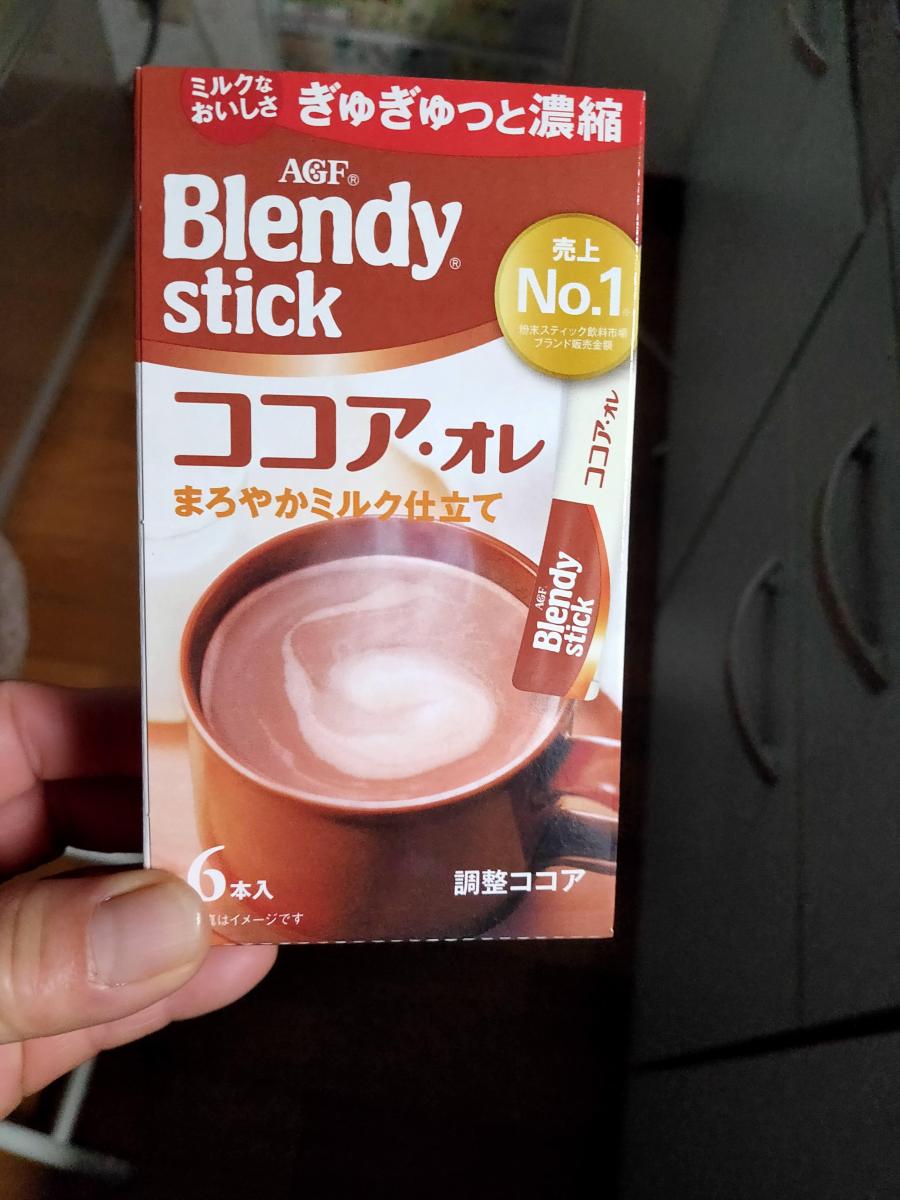 ミルクな
おいしさ
ぎゅぎゅっと濃縮
AGF®
Blendy®
stick
売上
No.1
粉末スティック飲料市場
ブランド販売金額
ココア・オレ
まろやかミルク仕立て
ココア・オレ
AGF
Blendy
stick
6本入
調整ココア
はイメージです